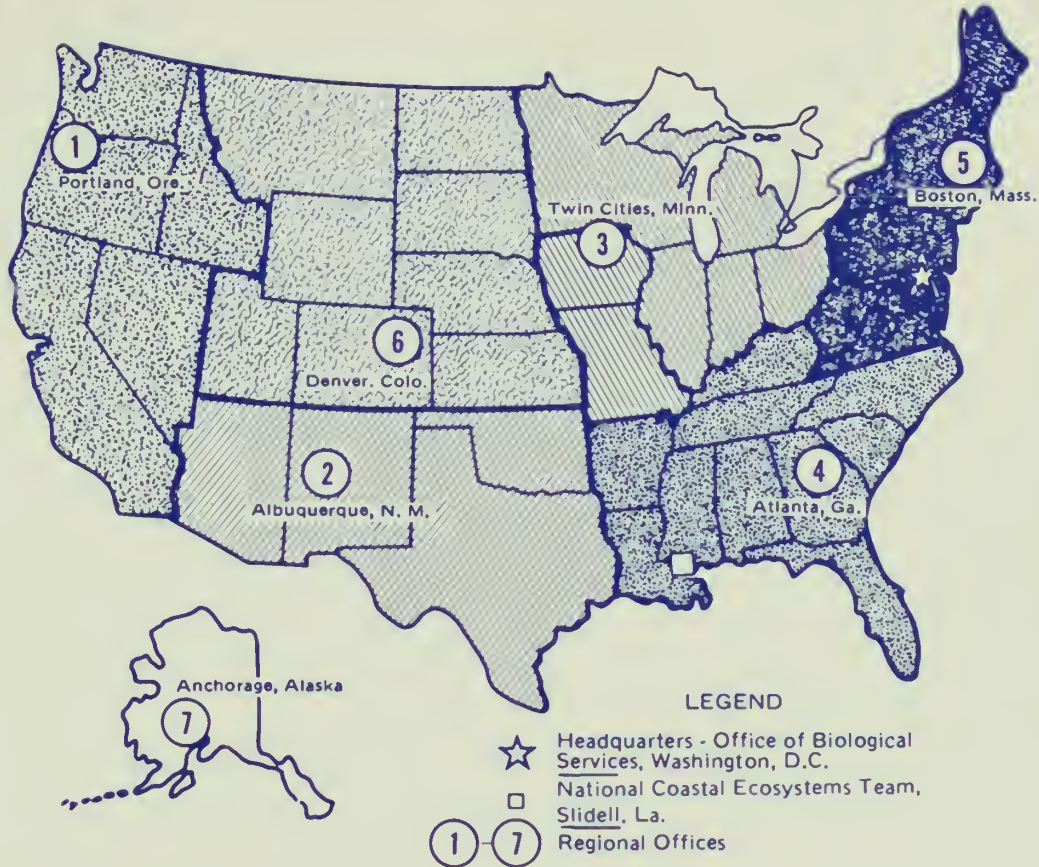 1
Portland, Ore.
5
Boston, Mass.
Twin Cities, Minn.
3
6
Denver. Colo.
2
Albuquerque, N. M.
4
Atlanta, Ga.
Anchorage, Alaska
7
LEGEND
Headquarters - Office of Biological
Services, Washington, D.C.
National Coastal Ecosystems Team,
Slidell, La.
1-7 Regional Offices